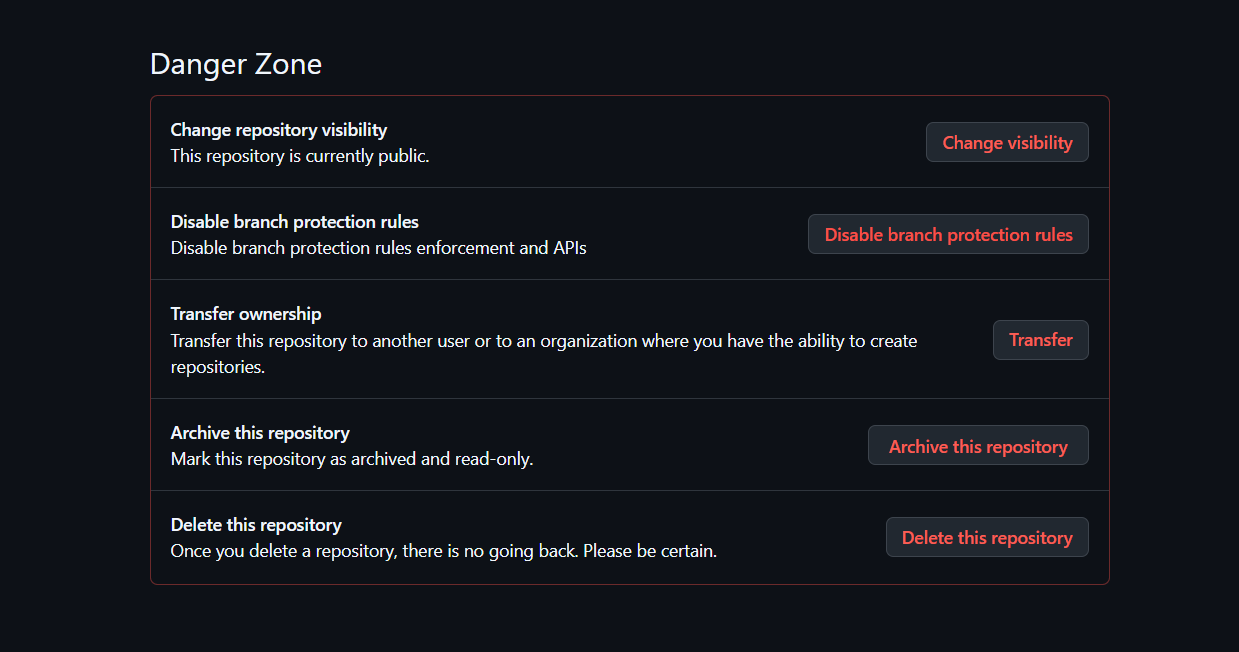 Danger Zone
Change repository visibility
This repository is currently public.
Change visibility
Disable branch protection rules
Disable branch protection rules enforcement and APIs
Disable branch protection rules
Transfer ownership
Transfer this repository to another user or to an organization where you have the ability to create
repositories.
Transfer
Archive this repository
Mark this repository as archived and read-only.
Archive this repository
Delete this repository
Once you delete a repository, there is no going back. Please be certain.
Delete this repository